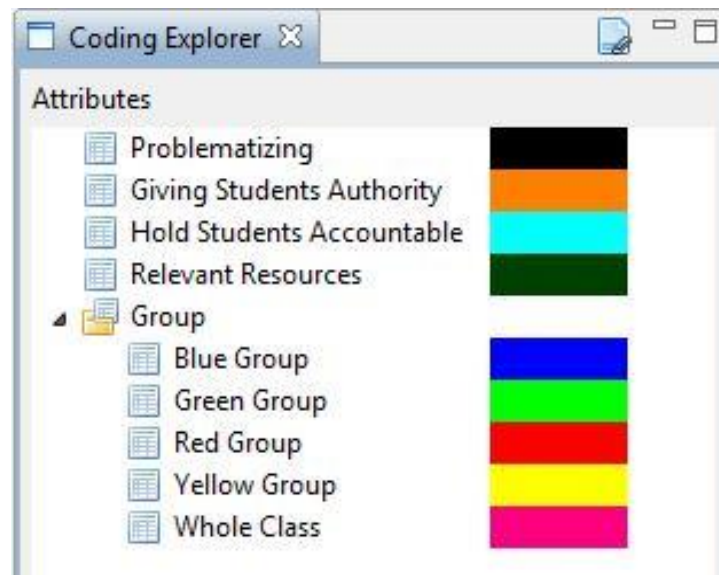 Coding Explorer
Attributes
Problematizing
Giving Students Authority
Hold Students Accountable
Relevant Resources
Group
Blue Group
Green Group
Red Group
Yellow Group
Whole Class